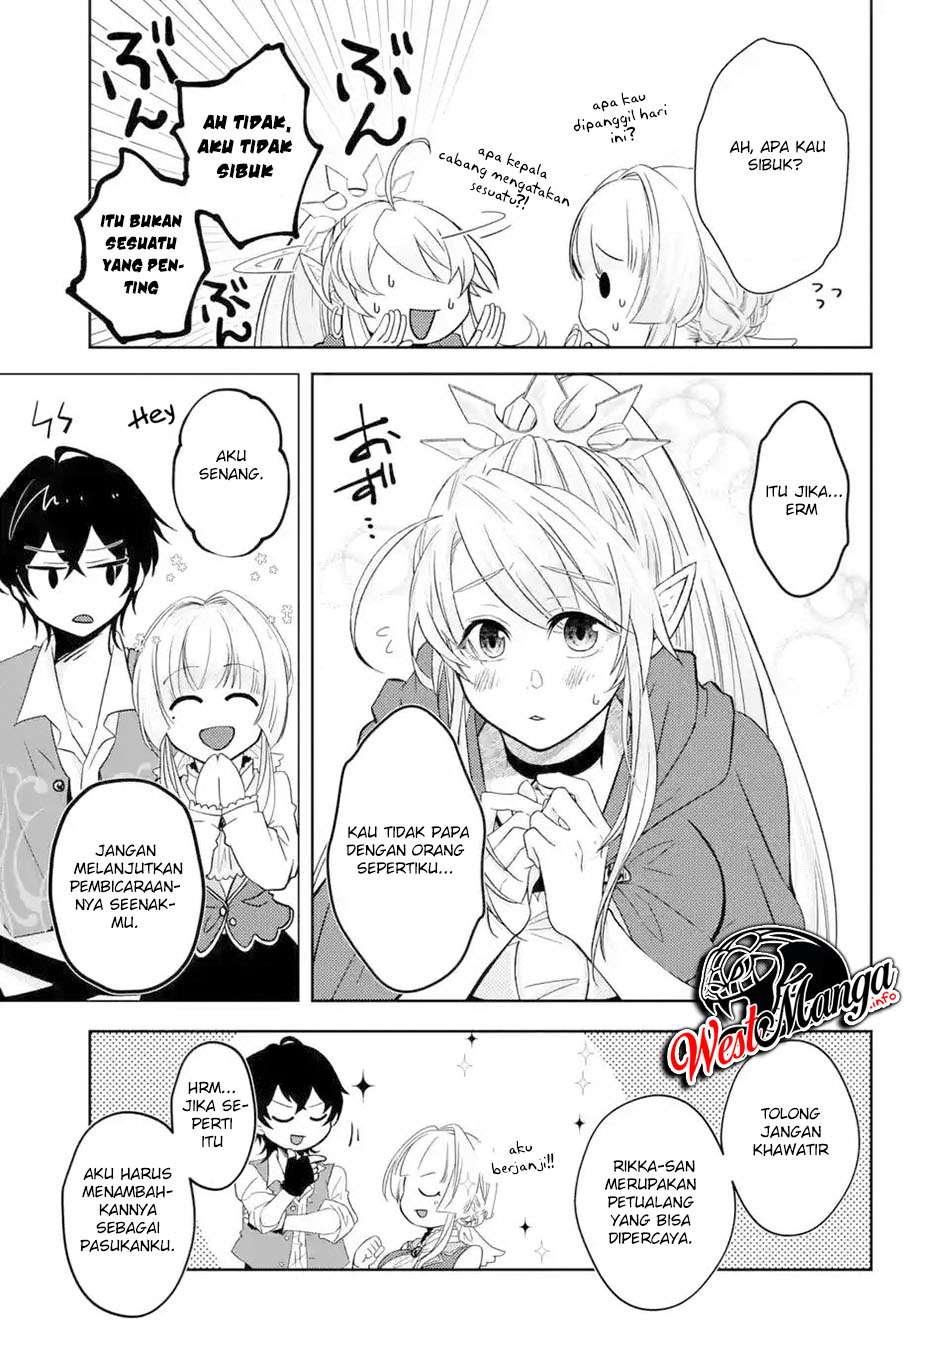 AH, APA KAU
SIBUK?
apa kau
dipanggil hari
ini?
apa kepala
cabang mengatakan
sesuatu?!
AH TIDAK,
AKU TIDAK
SIBUK
ITU BUKAN
SESUATU
YANG PEN-
TING
ぶん
ぶん
ぶん
ITU JIKA...
ERM
おず…
KAU TIDAK PAPA
DENGAN ORANG
SEPERTIKU...
AKU
SENANG.
Hey
JANGAN
MELANJUTKAN
PEMBICARAAN-
NYA SEENAK-
MU.
WestManga
.info
TOLONG
JANGAN
KHAWATIR
RIKKA-SAN
MERUPAKAN
PETUALANG
YANG BISA
DIPERCAYA.
aku
berjanji!!
HRM...
JIKA SE-
PERTI
ITU
AKU HARUS
MENAMBAH-
KANNYA
SEBAGAI
PASUKANKU.